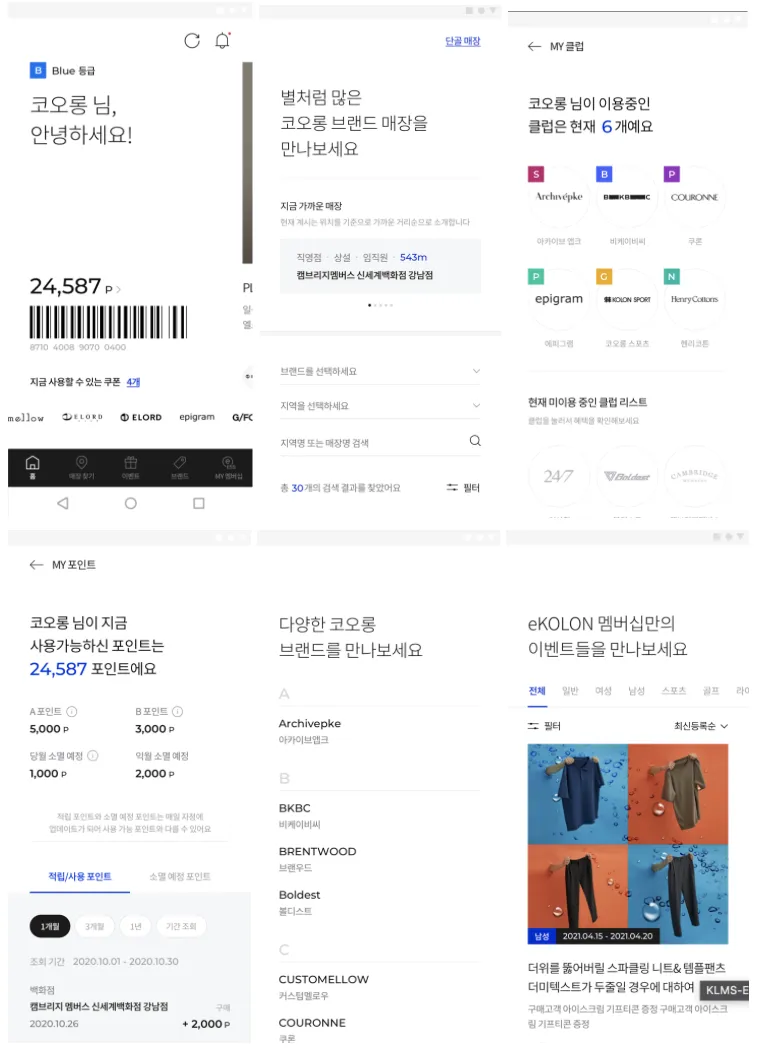 B Blue 등급
코오롱 님,
안녕하세요!
24,587 P
8710 4008 9070 0400
지금 사용할 수 있는 쿠폰 4개
mellow ELORD ELORD epigram G/FO
홈 매장 찾기 이벤트 브랜드 MY 멤버십
단골 매장
별처럼 많은
코오롱 브랜드 매장을
만나보세요
지금 가까운 매장
현재 계시는 위치를 기준으로 가까운 거리순으로 소개합니다
직영점 · 상설 · 임직원 · 543m
캠브리지멤버스 신세계백화점 강남점
브랜드를 선택하세요
지역을 선택하세요
지역명 또는 매장명 검색
총 30개의 검색 결과를 찾았어요 필터
MY 클럽
코오롱 님이 이용중인
클럽은 현재 6개예요
S B P
Archivépke COURONNE
아카이브 앱크 비케이비씨 쿠론
P G N
epigram KOLON SPORT Henry Cottons
에피그램 코오롱 스포츠 헨리코튼
현재 미이용 중인 클럽 리스트
클럽을 눌러서 혜택을 확인해보세요
24/7 Boldest CAMBRIDGE
MY 포인트
코오롱 님이 지금
사용가능하신 포인트는
24,587 포인트에요
A 포인트 B 포인트
5,000 P 3,000 P
당월 소멸 예정 익월 소멸 예정
1,000 P 2,000 P
적립 포인트와 소멸 예정 포인트는 매일 자정에
업데이트가 되어 사용 가능 포인트와 다를 수 있어요
적립/사용 포인트 소멸 예정 포인트
1개월 3개월 1년 기간 조회
조회 기간 2020.10.01 - 2020.10.30
백화점
캠브리지 멤버스 신세계백화점 강남점 구매
2020.10.26 + 2,000 P
다양한 코오롱
브랜드를 만나보세요
A
Archivepke
아카이브앱크
B
BKBC
비케이비씨
BRENTWOOD
브랜우드
Boldest
볼디스트
C
CUSTOMELLOW
커스텀멜로우
COURONNE
쿠론
eKOLON 멤버십만의
이벤트들을 만나보세요
전체 일반 여성 남성 스포츠 골프 라이
필터 최신등록순
남성 2021.04.15 - 2021.04.20
더위를 뚫어버릴 스파클링 니트& 템플팬츠
더미텍스트가 두줄일 경우에 대하여
KLMS-E
구매고객 아이스크림 기프티콘 증정 구매고객 아이스크
림 기프티콘 증정